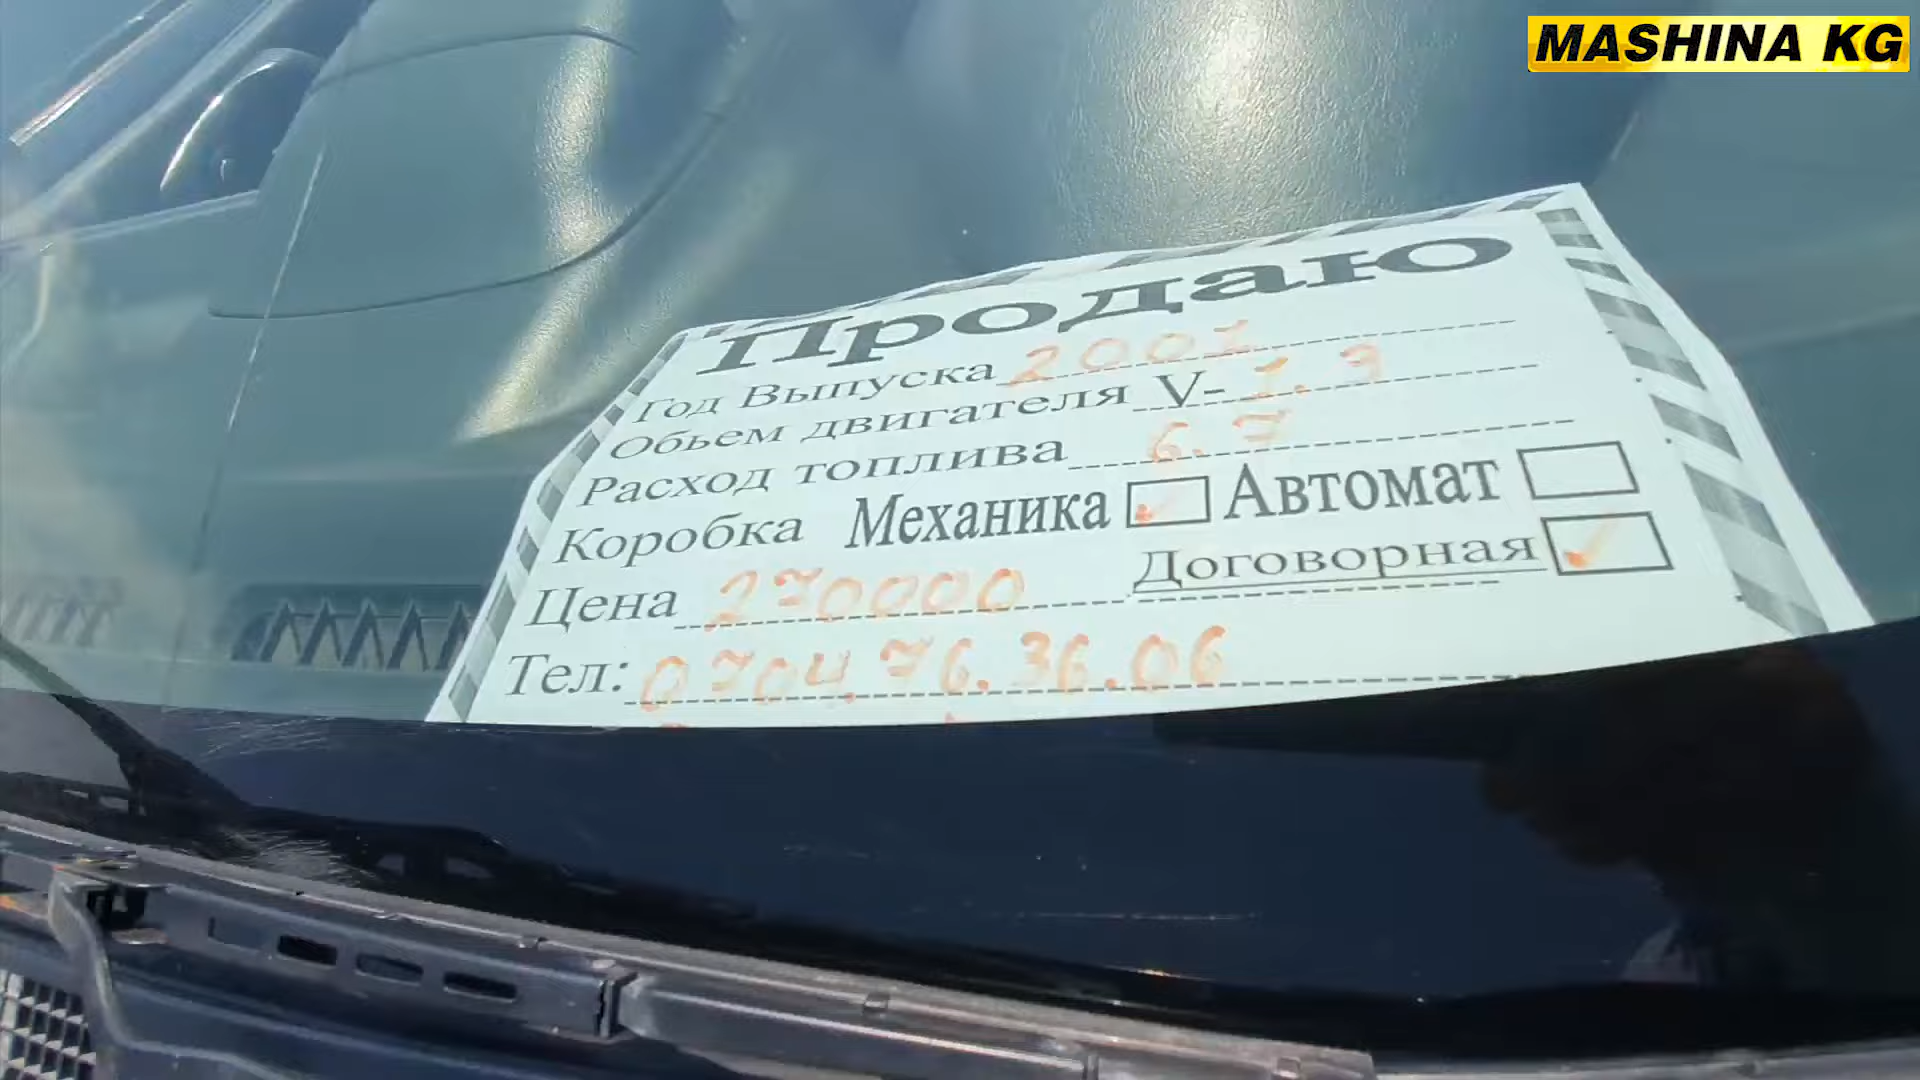 MASHINA KG
Продаю
Год Выпуска 2001
Обьем двигателя V- 1.3
Расход топлива 6.7
Коробка Механика Автомат
Цена 270000 Договорная
Тел: 0704.76.36.06